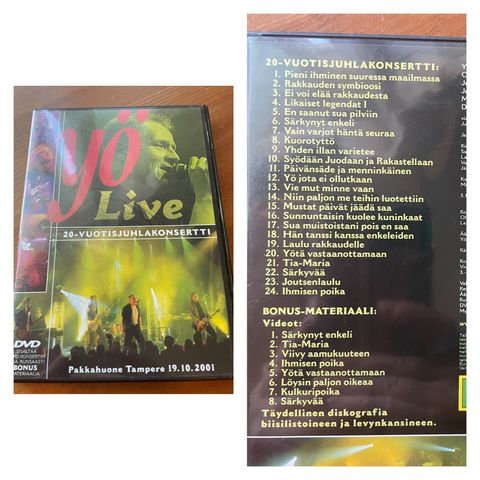 yö
Live
20-VUOTISJUHLAKONSERTTI
DVD
SISÄLTÄÄ
KONSERTIN
RUNSAASTI
BONUS
MATERIAALIA
Pakkahuone Tampere 19.10.2001
20-VUOTISJUHLAKONSERTTI:
1. Pieni ihminen suuressa maailmassa
2. Rakkauden symbioosi
3. Ei voi elää rakkaudesta
4. Likaiset legendat I
5. En saanut sua pilviin
6. Särkynyt enkeli
7. Vain varjot häntä seuraa
8. Kuorotyttö
9. Yhden illan varietee
10. Syödään Juodaan ja Rakastellaan
11. Päivänsäde ja menninkäinen
12. Yö jota ei ollutkaan
13. Vie mut minne vaan
14. Niin paljon me teihin luotettiin
15. Mustat päivät jäädä saa
16. Sunnuntaisin kuolee kuninkaat
17. Sua muistoistani pois en saa
18. Hän tanssi kanssa enkeleiden
19. Laulu rakkaudelle
20. Yötä vastaanottamaan
21. Tia-Maria
22. Särkyvää
23. Joutsenlaulu
24. Ihmisen poika
BONUS-MATERIAALI:
Videot:
1. Särkynyt enkeli
2. Tia-Maria
3. Viivy aamukuuteen
4. Ihmisen poika
5. Yötä vastaanottamaan
6. Löysin paljon oikeaa
7. Kulkuripoika
8. Särkyvää
Täydellinen diskografia
biisilistoineen ja levynkansineen.